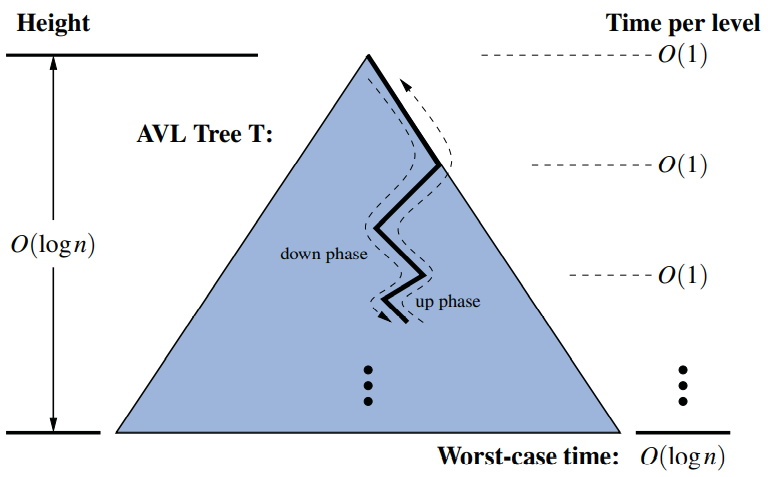 Height
Time per level
O(1)
AVL Tree T:
O(1)
O(log n)
down phase
O(1)
up phase
Worst-case time: O(log n)